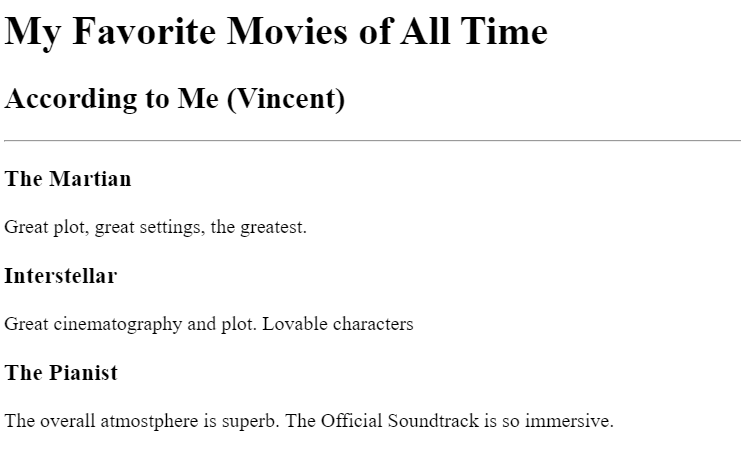 My Favorite Movies of All Time
According to Me (Vincent)
The Martian
Great plot, great settings, the greatest.
Interstellar
Great cinematography and plot. Lovable characters
The Pianist
The overall atmostphere is superb. The Official Soundtrack is so immersive.